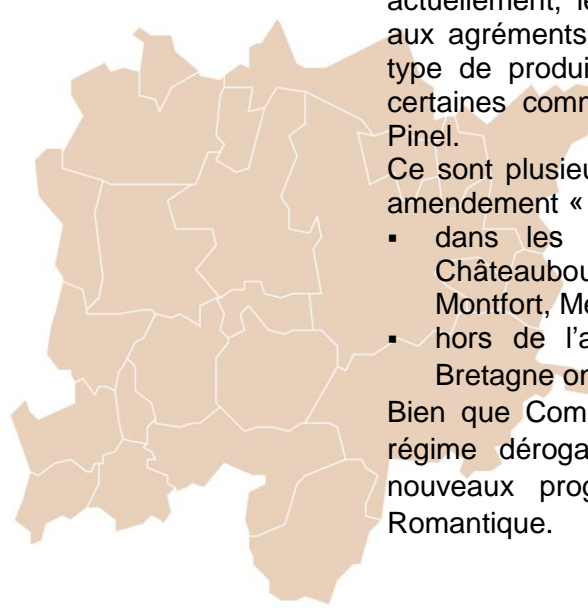 actuellement, le
aux agréments
type de produi
certaines comm
Pinel.
Ce sont plusieu
amendement «
▪ dans les
Châteaubou
Montfort, Me
▪ hors de l'a
Bretagne on
Bien que Com
régime déroga
nouveaux prog
Romantique.